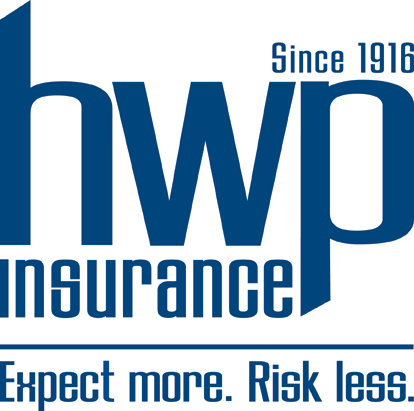 Since 1916
hwp
insurance
Expect more. Risk less.